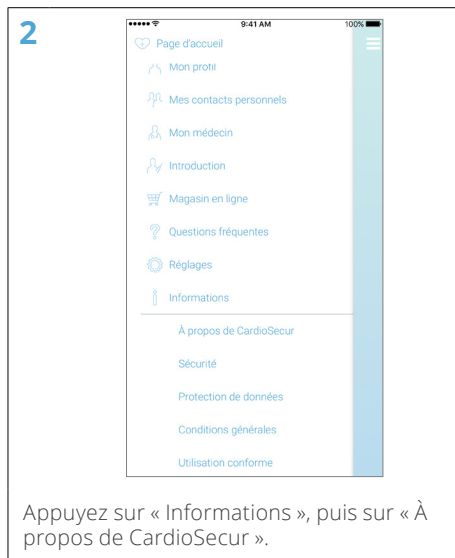 2
9:41 AM 100%
Page d'accueil
Mon profil
Mes contacts personnels
Mon médecin
Introduction
Magasin en ligne
Questions fréquentes
Réglages
Informations
À propos de CardioSecur
Sécurité
Protection de données
Conditions générales
Utilisation conforme
Appuyez sur « Informations », puis sur « À
propos de CardioSecur ».